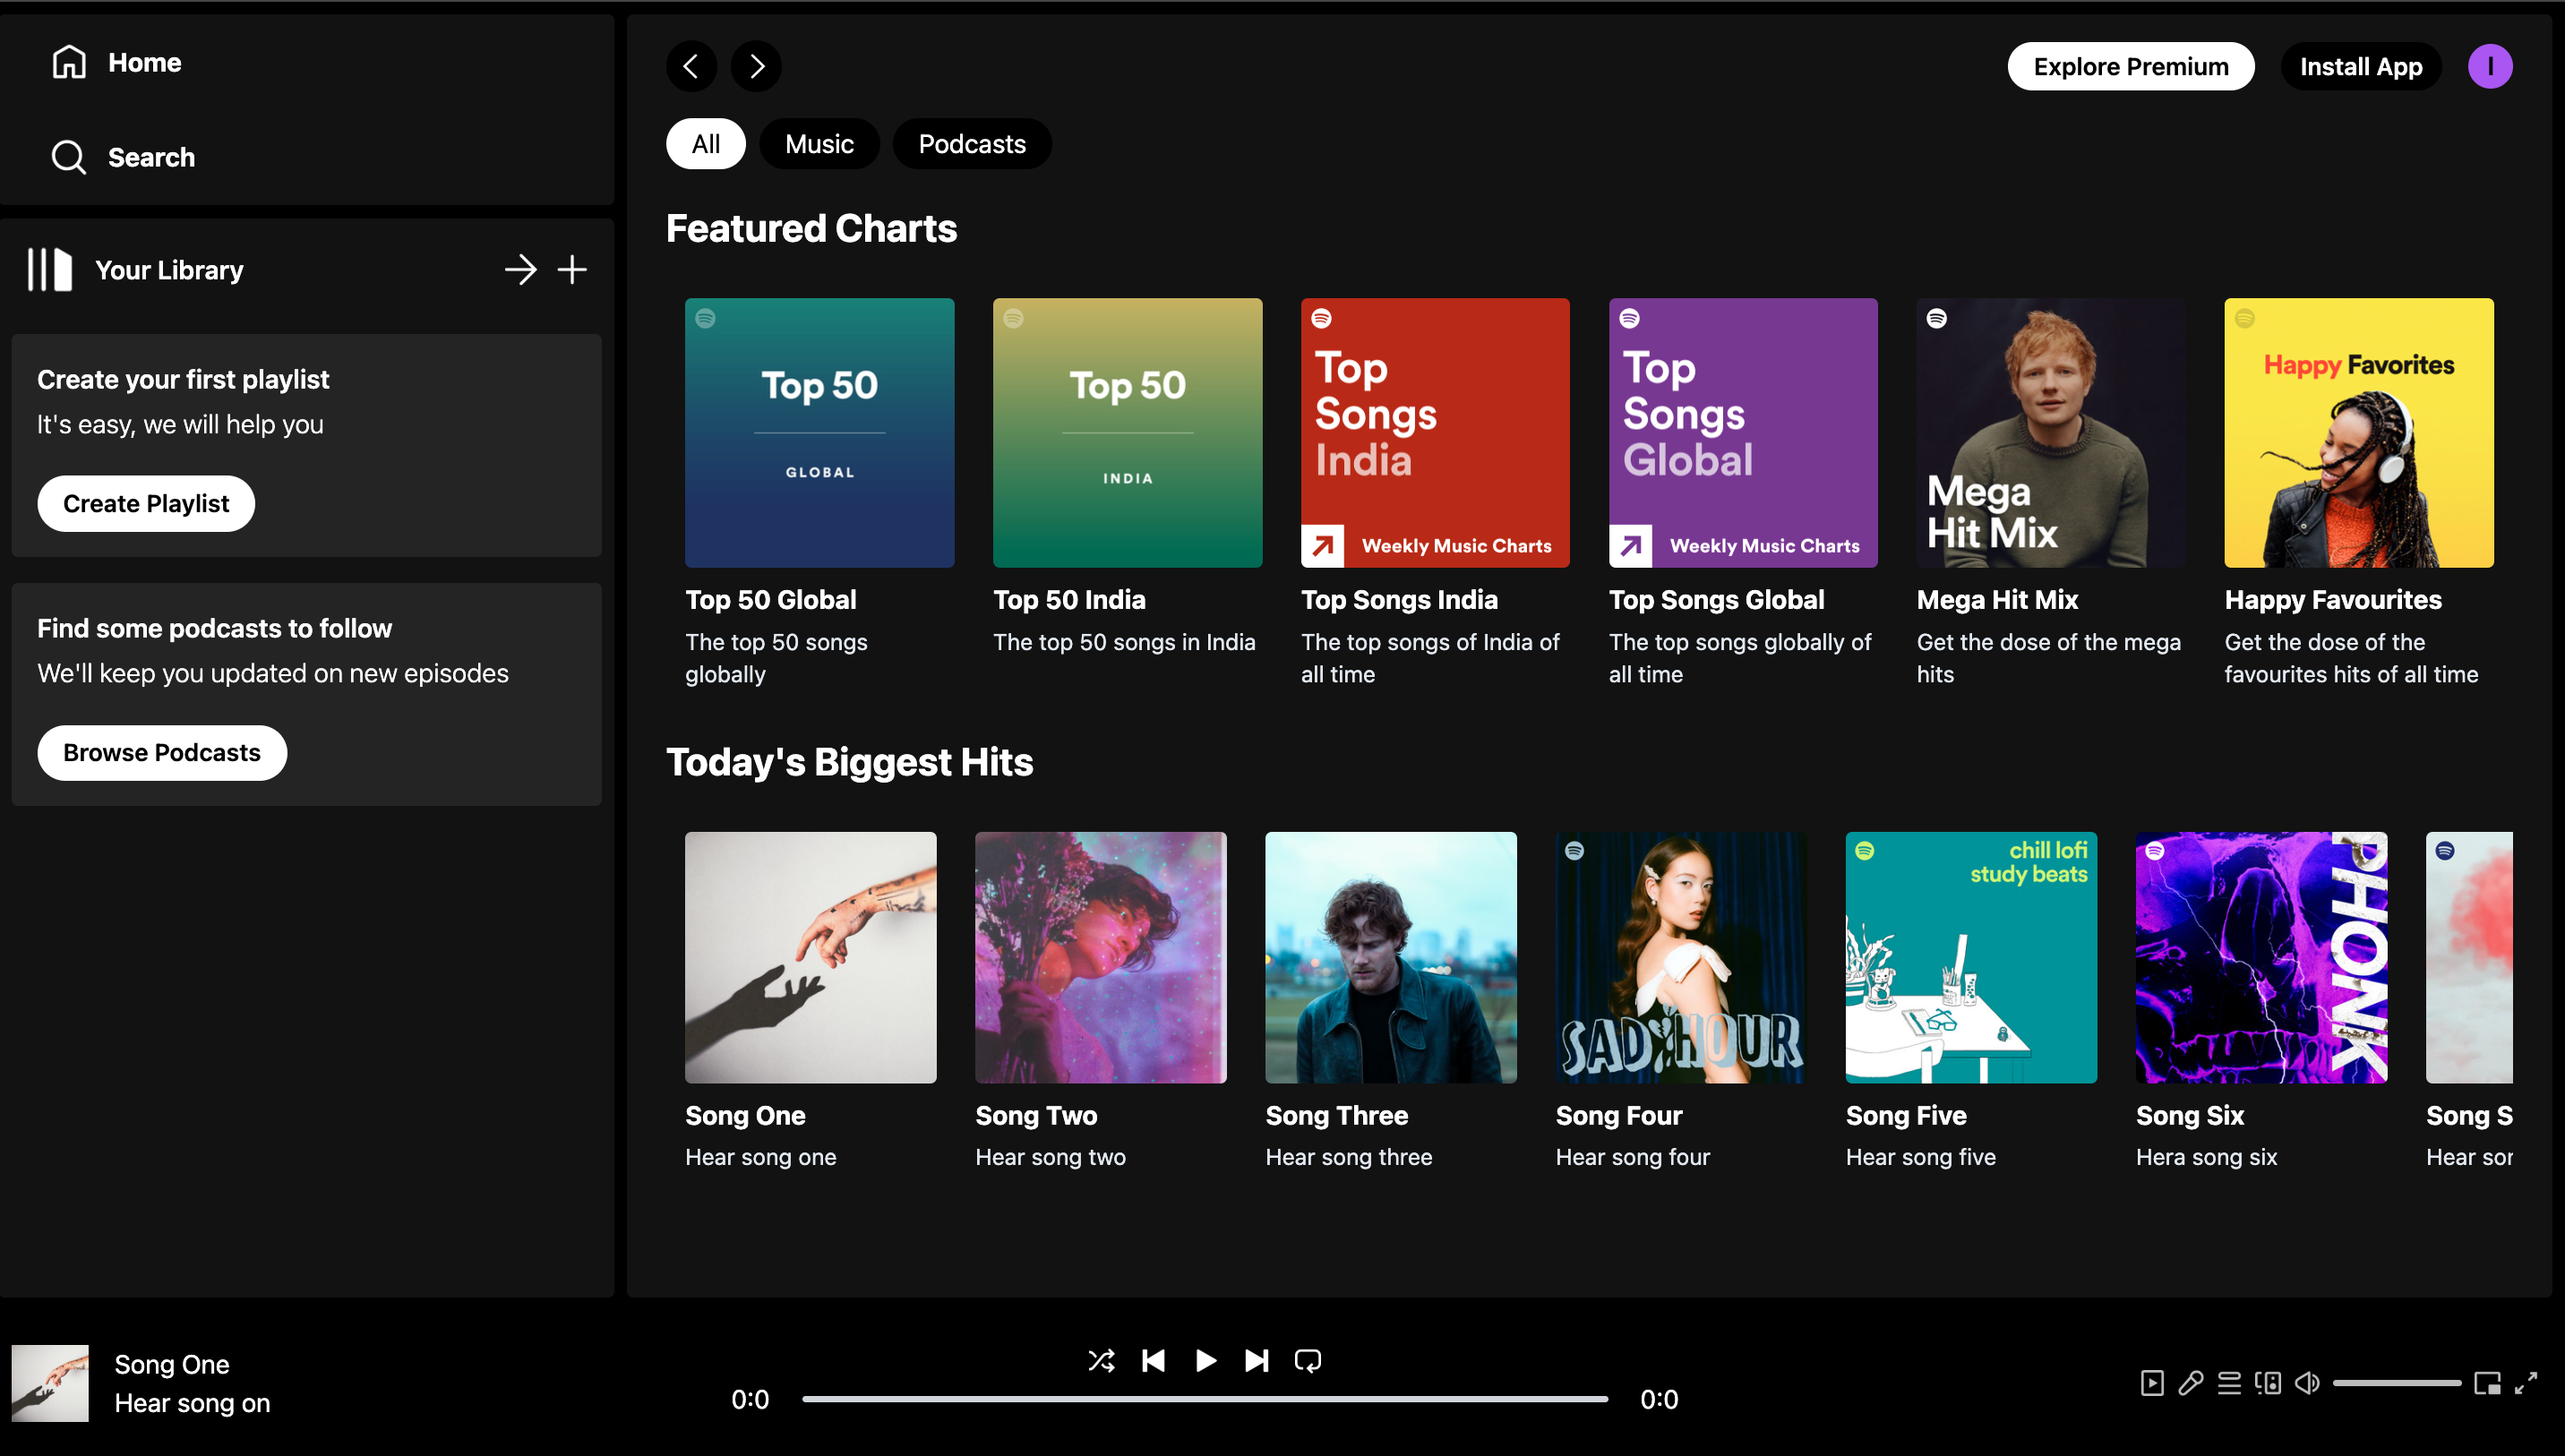 Home
Search
Your Library
Create your first playlist
It's easy, we will help you
Create Playlist
Find some podcasts to follow
We'll keep you updated on new episodes
Browse Podcasts
Explore Premium
Install App
I
All
Music
Podcasts
Featured Charts
Top 50
GLOBAL
Top 50 Global
The top 50 songs
globally
Top 50
INDIA
Top 50 India
The top 50 songs in India
Top
Songs
India
Weekly Music Charts
Top Songs India
The top songs of India of
all time
Top
Songs
Global
Weekly Music Charts
Top Songs Global
The top songs globally of
all time
Mega
Hit Mix
Mega Hit Mix
Get the dose of the mega
hits
Happy Favorites
Happy Favourites
Get the dose of the
favourites hits of all time
Today's Biggest Hits
Song One
Hear song one
Song Two
Hear song two
Song Three
Hear song three
SAD HOUR
Song Four
Hear song four
chill lofi
study beats
Song Five
Hear song five
PHONK
Song Six
Hera song six
Song S
Hear sor
Song One
Hear song on
0:0
0:0